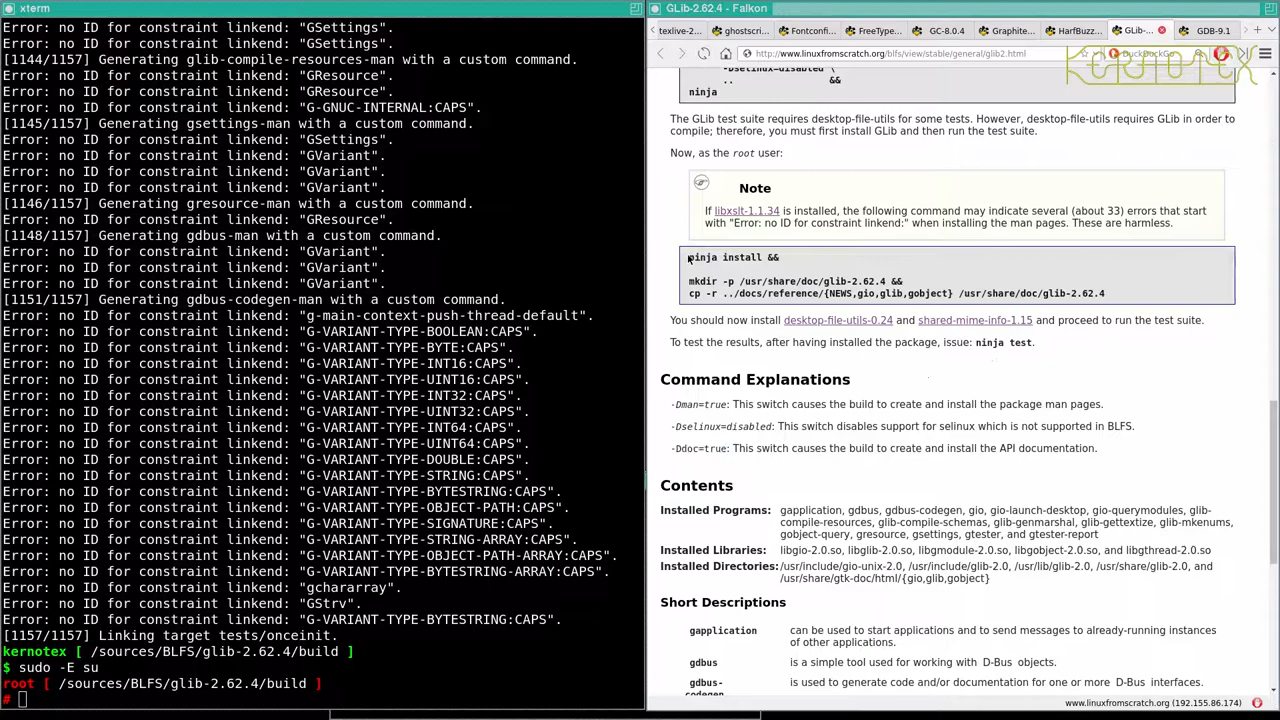 xterm
Error: no ID for constraint linkend: "GSettings".
Error: no ID for constraint linkend: "GSettings".
[1144/1157] Generating glib-compile-resources-man with a custom command.
Error: no ID for constraint linkend: "GResource".
Error: no ID for constraint linkend: "GResource".
Error: no ID for constraint linkend: "G-GNUC-INTERNAL:CAPS".
[1145/1157] Generating gsettings-man with a custom command.
Error: no ID for constraint linkend: "GSettings".
Error: no ID for constraint linkend: "GVariant".
Error: no ID for constraint linkend: "GVariant".
Error: no ID for constraint linkend: "GVariant".
[1146/1157] Generating gresource-man with a custom command.
Error: no ID for constraint linkend: "GResource".
[1148/1157] Generating gdbus-man with a custom command.
Error: no ID for constraint linkend: "GVariant".
Error: no ID for constraint linkend: "GVariant".
Error: no ID for constraint linkend: "GVariant".
[1151/1157] Generating gdbus-codegen-man with a custom command.
Error: no ID for constraint linkend: "g-main-context-push-thread-default".
Error: no ID for constraint linkend: "G-VARIANT-TYPE-BOOLEAN:CAPS".
Error: no ID for constraint linkend: "G-VARIANT-TYPE-BYTE:CAPS".
Error: no ID for constraint linkend: "G-VARIANT-TYPE-INT16:CAPS".
Error: no ID for constraint linkend: "G-VARIANT-TYPE-UINT16:CAPS".
Error: no ID for constraint linkend: "G-VARIANT-TYPE-INT32:CAPS".
Error: no ID for constraint linkend: "G-VARIANT-TYPE-UINT32:CAPS".
Error: no ID for constraint linkend: "G-VARIANT-TYPE-INT64:CAPS".
Error: no ID for constraint linkend: "G-VARIANT-TYPE-UINT64:CAPS".
Error: no ID for constraint linkend: "G-VARIANT-TYPE-DOUBLE:CAPS".
Error: no ID for constraint linkend: "G-VARIANT-TYPE-STRING:CAPS".
Error: no ID for constraint linkend: "G-VARIANT-TYPE-BYTESTRING:CAPS".
Error: no ID for constraint linkend: "G-VARIANT-TYPE-OBJECT-PATH:CAPS".
Error: no ID for constraint linkend: "G-VARIANT-TYPE-SIGNATURE:CAPS".
Error: no ID for constraint linkend: "G-VARIANT-TYPE-STRING-ARRAY:CAPS".
Error: no ID for constraint linkend: "G-VARIANT-TYPE-OBJECT-PATH-ARRAY:CAPS".
Error: no ID for constraint linkend: "G-VARIANT-TYPE-BYTESTRING-ARRAY:CAPS".
Error: no ID for constraint linkend: "gchararray".
Error: no ID for constraint linkend: "GStrv".
Error: no ID for constraint linkend: "G-VARIANT-TYPE-BYTESTRING:CAPS".
[1157/1157] Linking target tests/onceinit.
kernotex [ /sources/BLFS/glib-2.62.4/build ]
$ sudo -E su
root [ /sources/BLFS/glib-2.62.4/build ]
#
GLib-2.62.4 - Falkon
texlive-2... ghostscri... Fontconfi... FreeType... GC-8.0.4 Graphite... HarfBuzz... GLib-... GDB-9.1
http://www.linuxfromscratch.org/blfs/view/stable/general/glib2.html DuckDuckGo
KERNOTEX
-Dselinux=disabled \
.. &&
ninja
The GLib test suite requires desktop-file-utils for some tests. However, desktop-file-utils requires GLib in order to
compile; therefore, you must first install GLib and then run the test suite.
Now, as the root user:
Note
If libxslt-1.1.34 is installed, the following command may indicate several (about 33) errors that start
with "Error: no ID for constraint linkend:" when installing the man pages. These are harmless.
ninja install &&
mkdir -p /usr/share/doc/glib-2.62.4 &&
cp -r ../docs/reference/{NEWS,gio,glib,gobject} /usr/share/doc/glib-2.62.4
You should now install desktop-file-utils-0.24 and shared-mime-info-1.15 and proceed to run the test suite.
To test the results, after having installed the package, issue: ninja test.
Command Explanations
-Dman=true: This switch causes the build to create and install the package man pages.
-Dselinux=disabled: This switch disables support for selinux which is not supported in BLFS.
-Ddoc=true: This switch causes the build to create and install the API documentation.
Contents
Installed Programs: gapplication, gdbus, gdbus-codegen, gio, gio-launch-desktop, gio-querymodules, glib-
compile-resources, glib-compile-schemas, glib-genmarshal, glib-gettextize, glib-mkenums,
gobject-query, gresource, gsettings, gtester, and gtester-report
Installed Libraries: libgio-2.0.so, libglib-2.0.so, libgmodule-2.0.so, libgobject-2.0.so, and libgthread-2.0.so
Installed Directories: /usr/include/gio-unix-2.0, /usr/include/glib-2.0, /usr/lib/glib-2.0, /usr/share/glib-2.0, and
/usr/share/gtk-doc/html/{gio,glib,gobject}
Short Descriptions
gapplication can be used to start applications and to send messages to already-running instances
of other applications.
gdbus is a simple tool used for working with D-Bus objects.
gdbus- is used to generate code and/or documentation for one or more D-Bus interfaces.
codegen
www.linuxfromscratch.org (192.155.86.174)